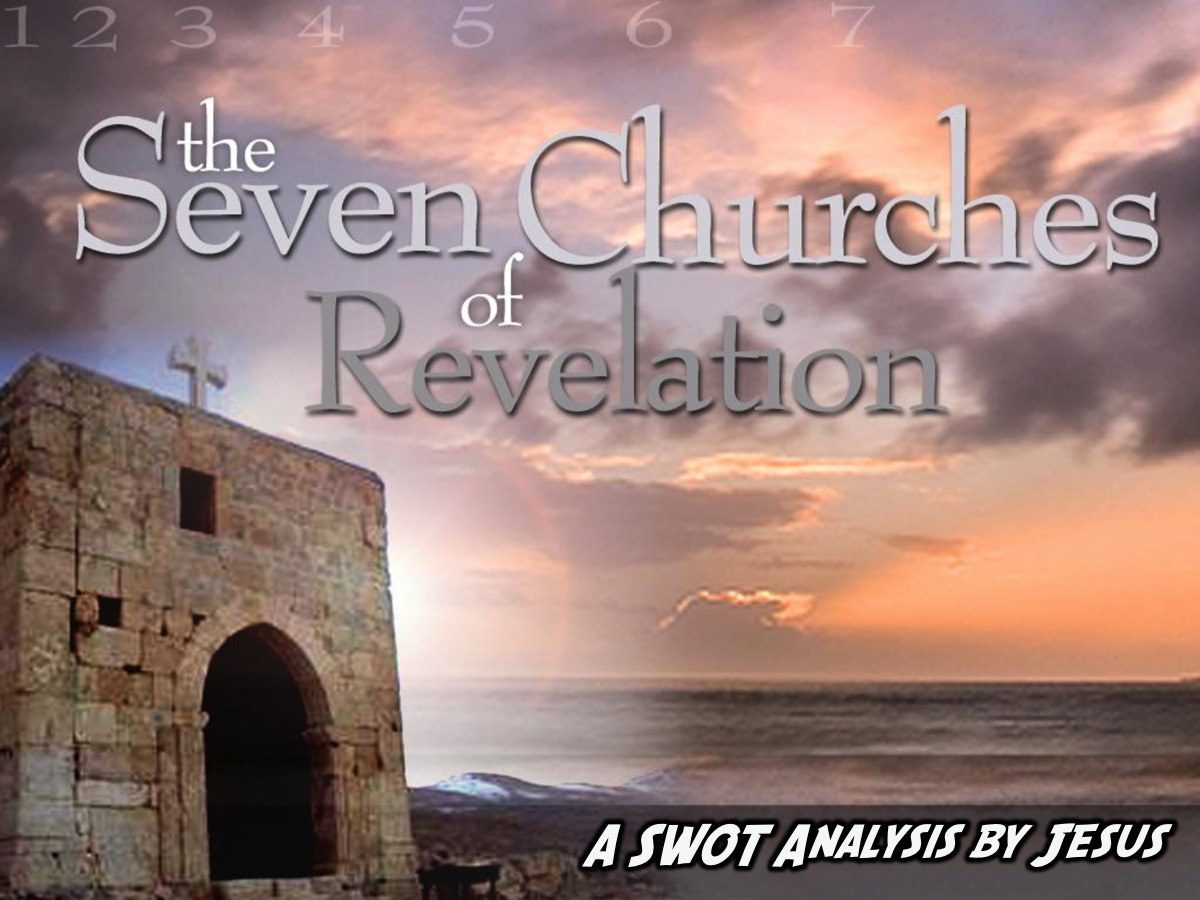 1 2 3 4 5 6 7
the
Seven Churches
of
Revelation
A SWOT Analysis by Jesus